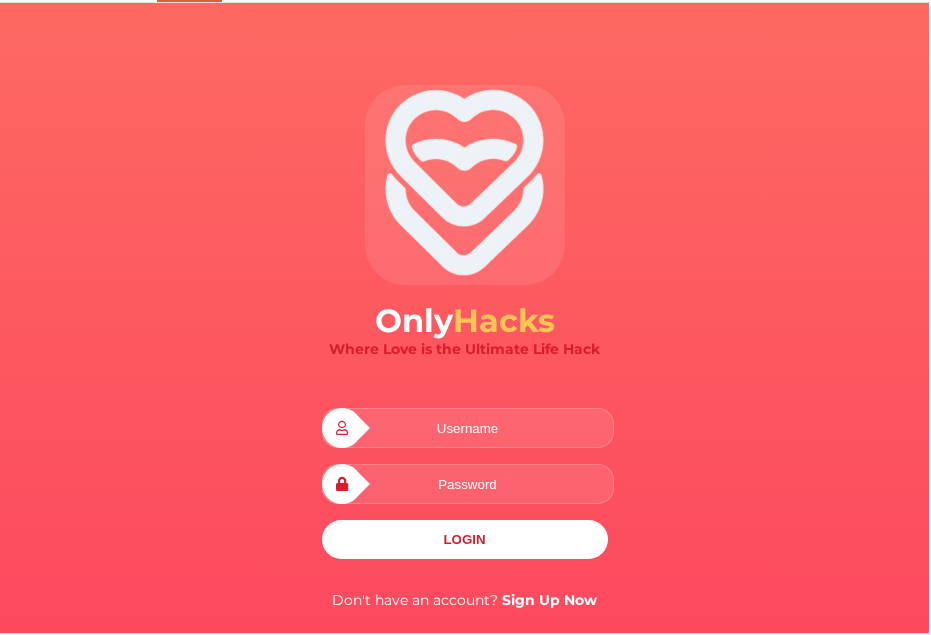 OnlyHacks
Where Love is the Ultimate Life Hack
Username
Password
LOGIN
Don't have an account? Sign Up Now